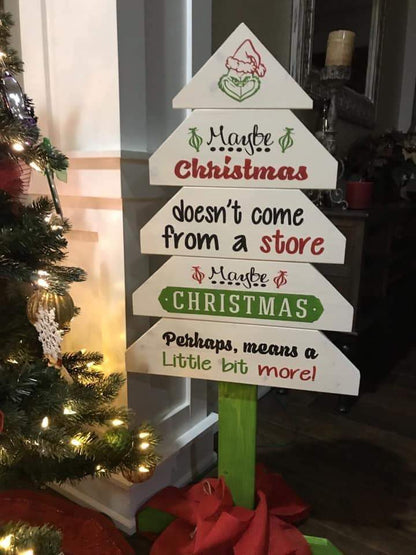 Maybe
Christmas
doesn't come
from a store
Maybe
CHRISTMAS
Perhaps, means a
Little bit more!